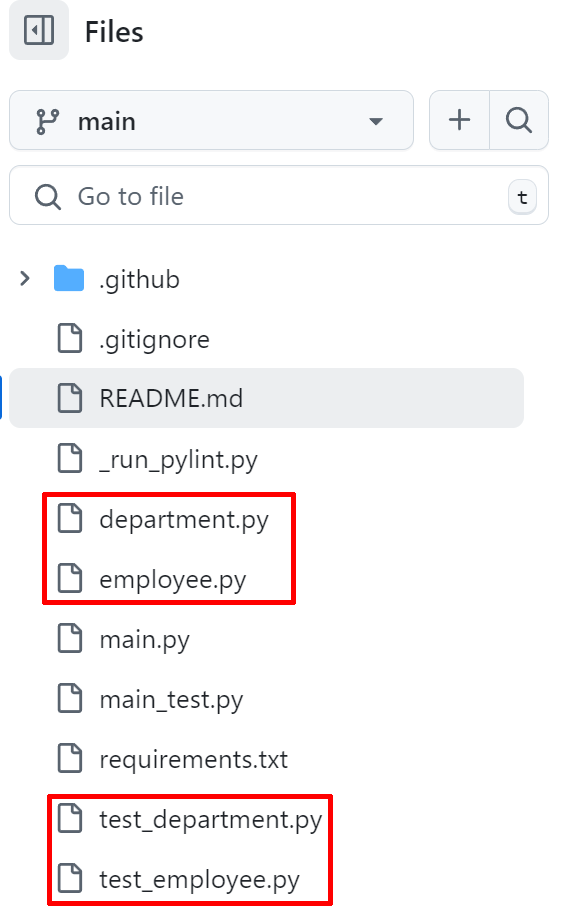 Files
main
Go to file
t
.github
.gitignore
README.md
_run_pylint.py
department.py
employee.py
main.py
main_test.py
requirements.txt
test_department.py
test_employee.py